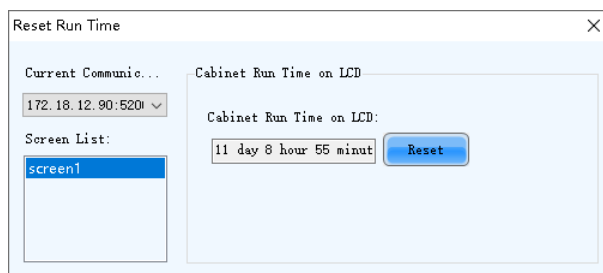 Reset Run Time
Current Communic...
172.18.12.90:520
Screen List:
screen1
Cabinet Run Time on LCD
Cabinet Run Time on LCD:
11 day 8 hour 55 minut
Reset